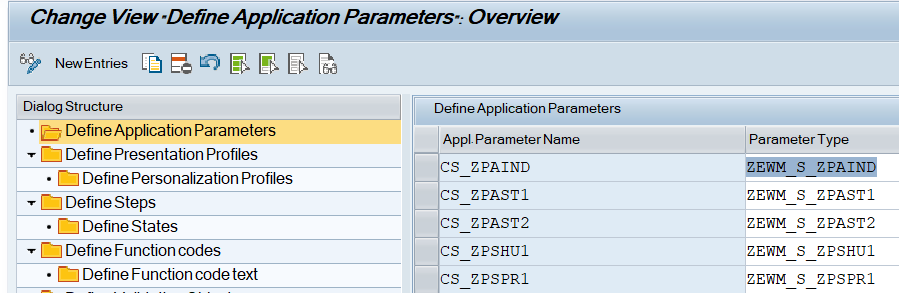 Change View "Define Application Parameters": Overview
New Entries
Dialog Structure
Define Application Parameters
Define Presentation Profiles
Define Personalization Profiles
Define Steps
Define States
Define Function codes
Define Function code text
Define Application Parameters
Appl. Parameter Name Parameter Type
CS_ZPAIND ZEWM_S_ZPAIND
CS_ZPAST1 ZEWM_S_ZPAST1
CS_ZPAST2 ZEWM_S_ZPAST2
CS_ZPSHU1 ZEWM_S_ZPSHU1
CS_ZPSPR1 ZEWM_S_ZPSPR1